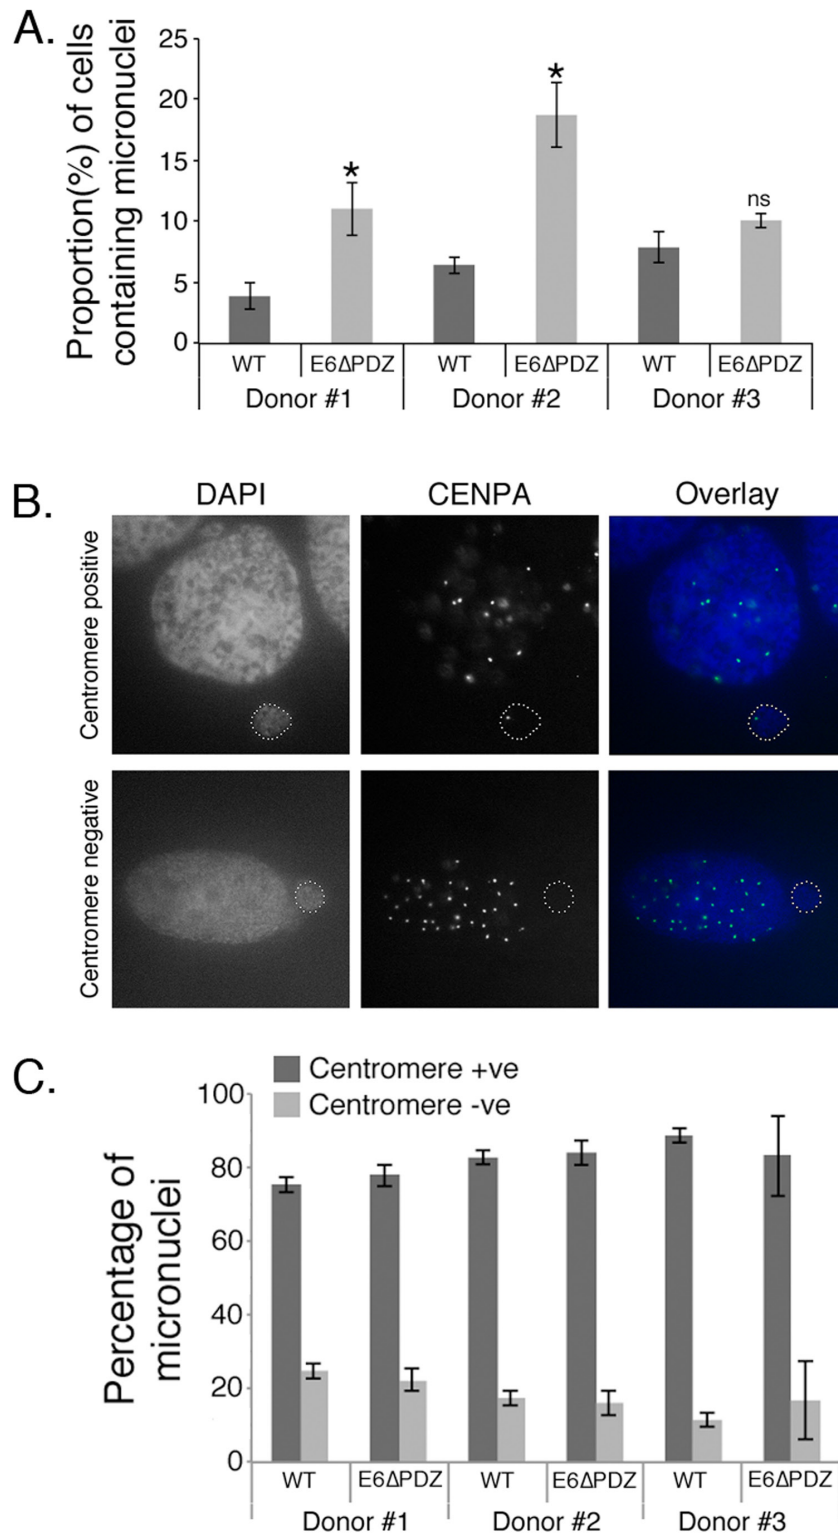 A.
Proportion(%) of cells
containing micronuclei
25
20
15
10
5
0
*
*
ns
WT E6ΔPDZ WT E6ΔPDZ WT E6ΔPDZ
Donor #1 Donor #2 Donor #3
B.
DAPI CENPA Overlay
Centromere positive
Centromere negative
C.
Centromere +ve
Centromere -ve
Percentage of
micronuclei
100
80
60
40
20
0
WT E6ΔPDZ WT E6ΔPDZ WT E6ΔPDZ
Donor #1 Donor #2 Donor #3